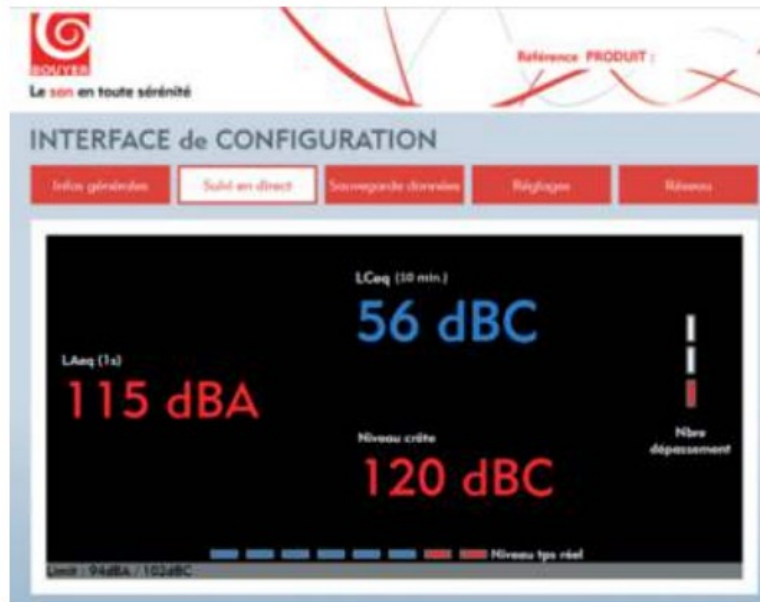 BOUYER
Le son en toute sérénité
Référence PRODUIT :
INTERFACE de CONFIGURATION
Infos générales
Suivi en direct
Sauvegarde données
Réglages
Réseau
LCeq (10 min.)
56 dBC
LAeq (1s)
115 dBA
Niveau crête
120 dBC
Nbre
dépassement
Niveau tps réel
Limit : 94dBA / 102dBC